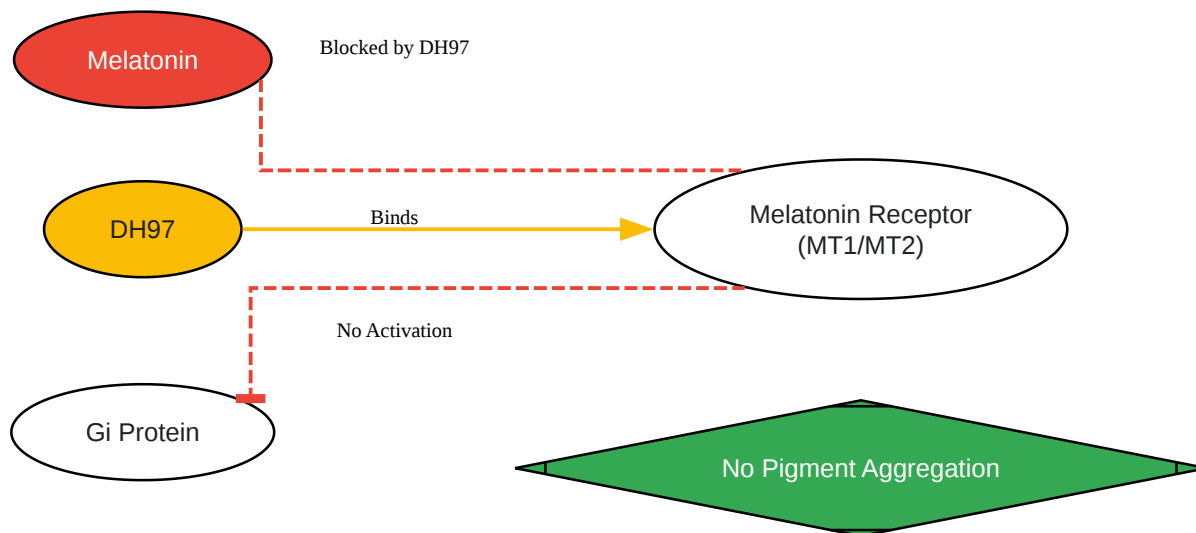 Melatonin
Blocked by DH97
DH97
Binds
Melatonin Receptor
(MT1/MT2)
No Activation
Gi Protein
No Pigment Aggregation